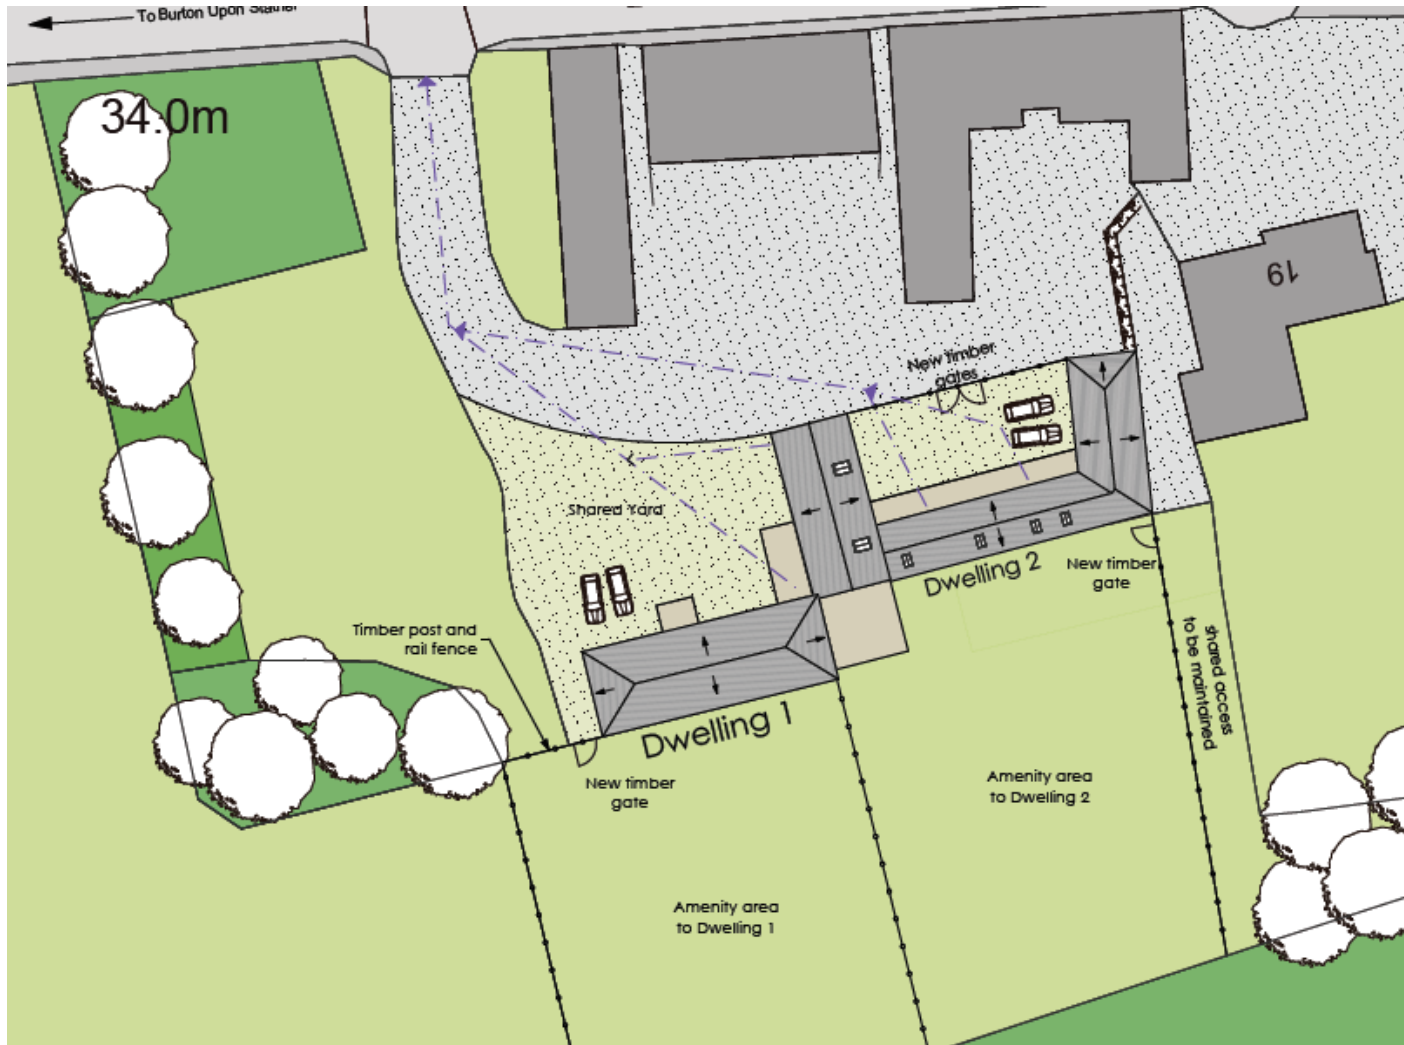 To Burton Upon Stather
34.0m
19
New timber
gates
Shared Yard
Dwelling 2
New timber
gate
Timber post and
rail fence
shared access
to be maintained
Dwelling 1
New timber
gate
Amenity area
to Dwelling 2
Amenity area
to Dwelling 1